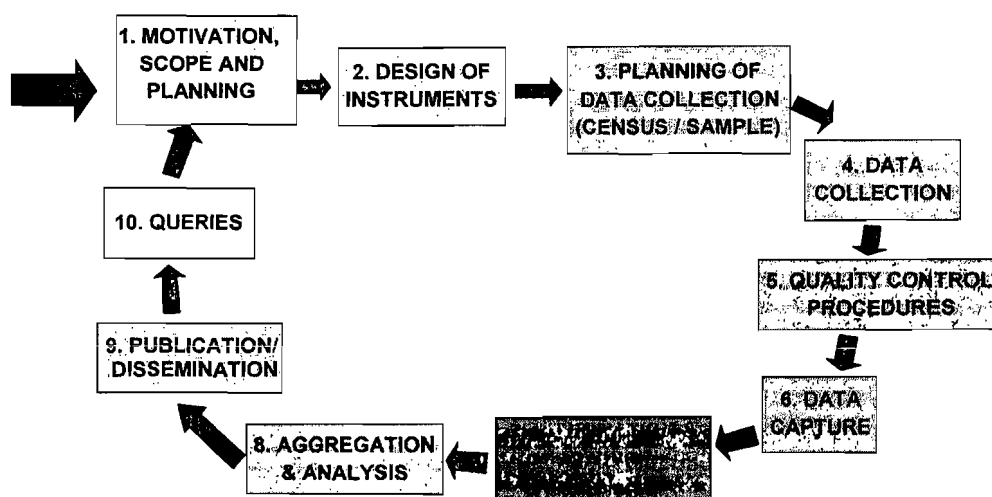 1. MOTIVATION,
SCOPE AND
PLANNING
2. DESIGN OF
INSTRUMENTS
3. PLANNING OF
DATA COLLECTION
(CENSUS / SAMPLE)
4. DATA
COLLECTION
5. QUALITY CONTROL
PROCEDURES
6. DATA
CAPTURE
8. AGGREGATION
& ANALYSIS
9. PUBLICATION/
DISSEMINATION
10. QUERIES